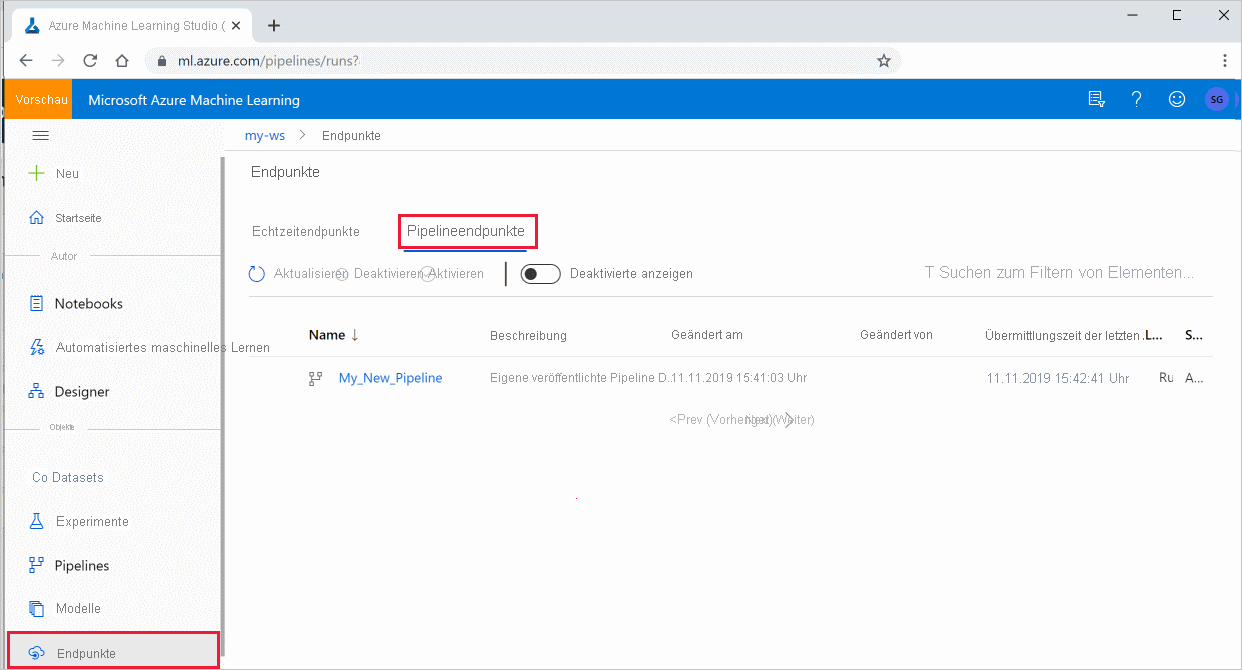 Azure Machine Learning Studio (
ml.azure.com/pipelines/runs?
Vorschau Microsoft Azure Machine Learning SG
my-ws > Endpunkte
Neu
Startseite
Autor
Notebooks
Automatisiertes maschinelles Lernen
Designer
Objekte
Co Datasets
Experimente
Pipelines
Modelle
Endpunkte
Endpunkte
Echtzeitendpunkte Pipelineendpunkte
Aktualisieren Deaktivieren Aktivieren Deaktivierte anzeigen T Suchen zum Filtern von Elementen...
Name ↓ Beschreibung Geändert am Geändert von Übermittlungszeit der letzten .L... S...
My_New_Pipeline Eigene veröffentlichte Pipeline D..11.11.2019 15:41:03 Uhr 11.11.2019 15:42:41 Uhr Ru A...
<Prev (Vorheriger) Next (Weiter)